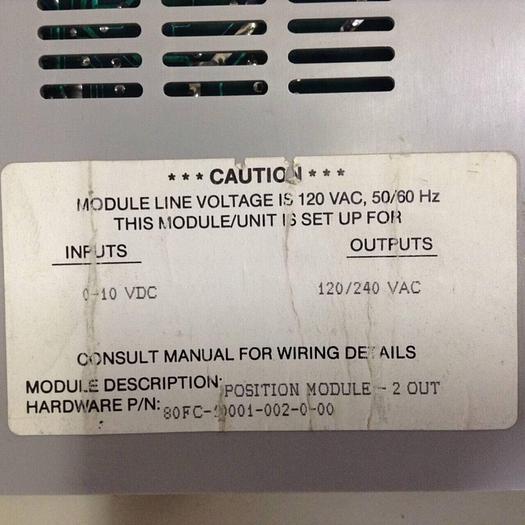 *** CAUTION ***
MODULE LINE VOLTAGE IS 120 VAC, 50/60 Hz
THIS MODULE/UNIT IS SET UP FOR
INPUTS OUTPUTS
0-10 VDC 120/240 VAC
CONSULT MANUAL FOR WIRING DETAILS
MODULE DESCRIPTION: POSITION MODULE - 2 OUT
HARDWARE P/N: 80FC-10001-002-0-00